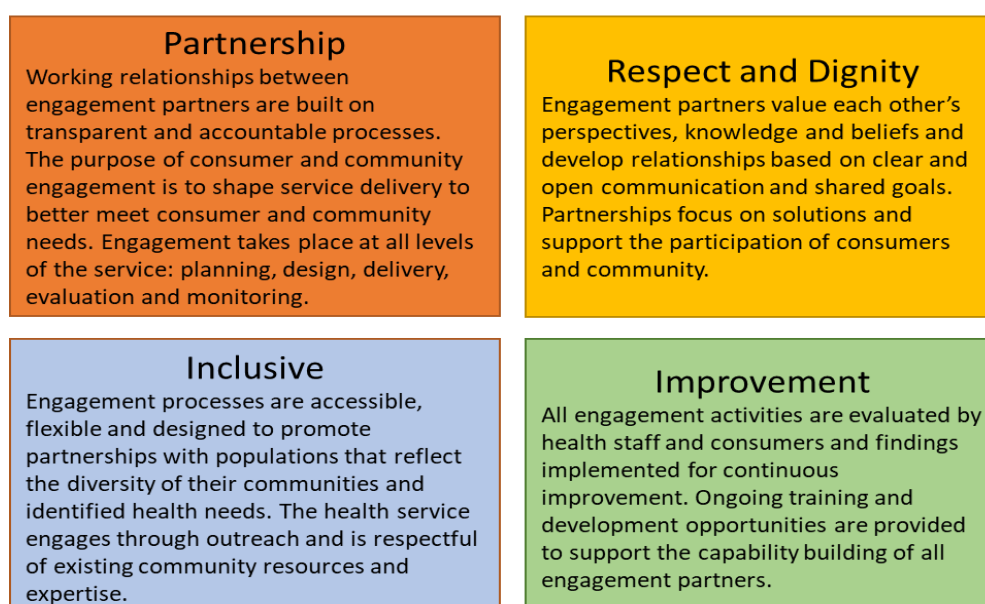 Partnership
Working relationships between
engagement partners are built on
transparent and accountable processes.
The purpose of consumer and community
engagement is to shape service delivery to
better meet consumer and community
needs. Engagement takes place at all levels
of the service: planning, design, delivery,
evaluation and monitoring.
Respect and Dignity
Engagement partners value each other’s
perspectives, knowledge and beliefs and
develop relationships based on clear and
open communication and shared goals.
Partnerships focus on solutions and
support the participation of consumers
and community.
Inclusive
Engagement processes are accessible,
flexible and designed to promote
partnerships with populations that reflect
the diversity of their communities and
identified health needs. The health service
engages through outreach and is respectful
of existing community resources and
expertise.
Improvement
All engagement activities are evaluated by
health staff and consumers and findings
implemented for continuous
improvement. Ongoing training and
development opportunities are provided
to support the capability building of all
engagement partners.